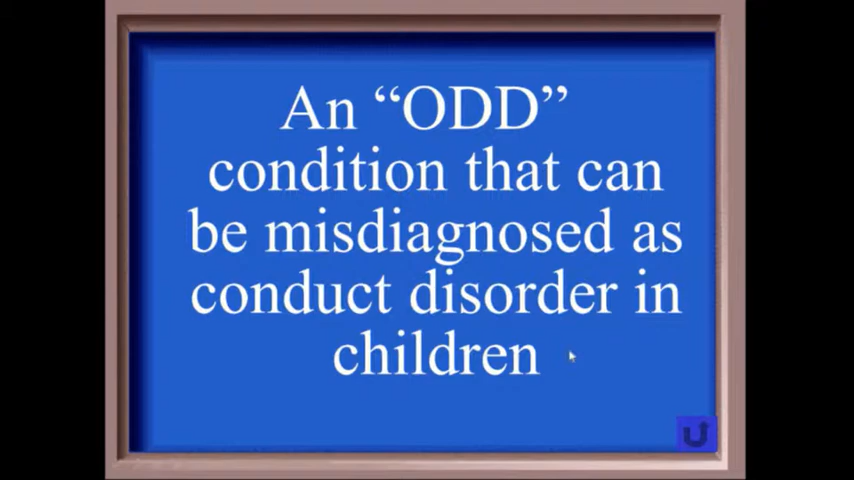 An “ODD”
condition that can
be misdiagnosed as
conduct disorder in
children